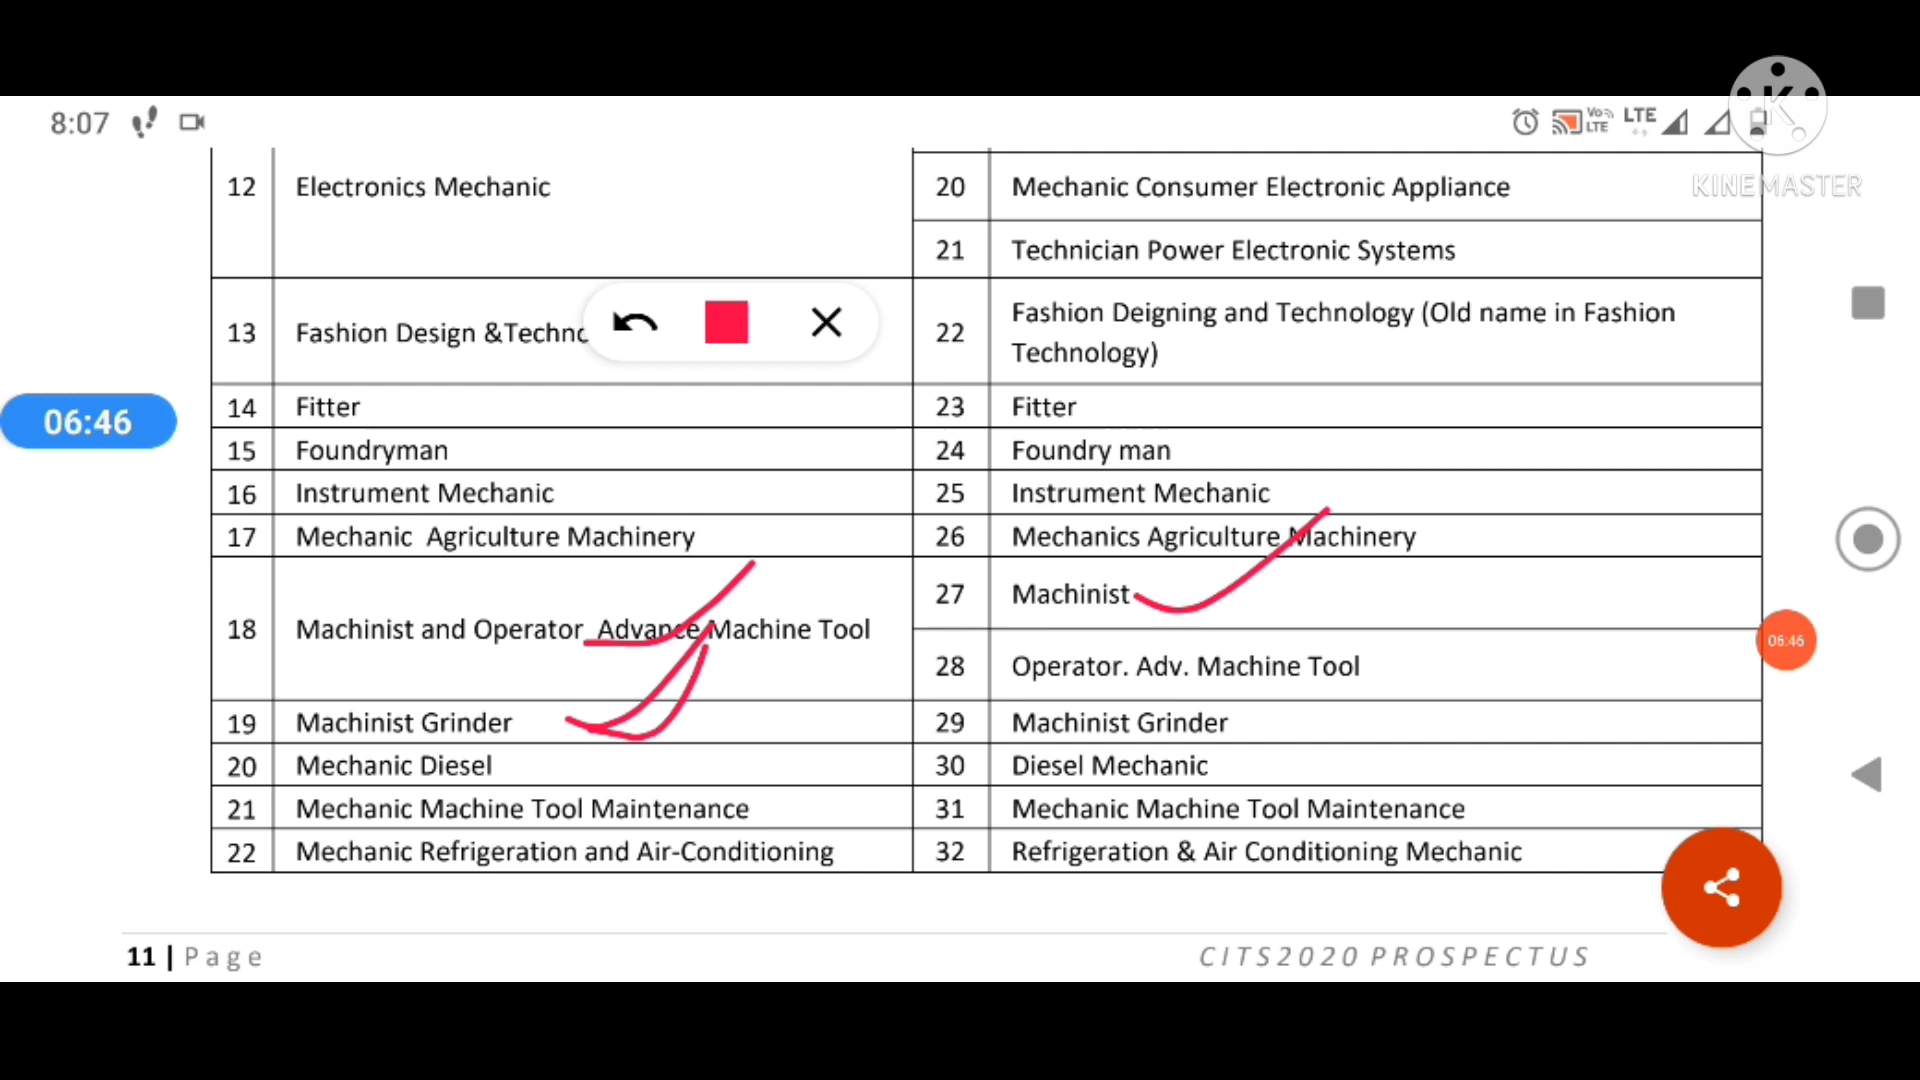 8:07
Vo)) LTE LTE
KINEMASTER
12 Electronics Mechanic 20 Mechanic Consumer Electronic Appliance
21 Technician Power Electronic Systems
13 Fashion Design &Techno 22 Fashion Deigning and Technology (Old name in Fashion
Technology)
06:46
14 Fitter 23 Fitter
15 Foundryman 24 Foundry man
16 Instrument Mechanic 25 Instrument Mechanic
17 Mechanic Agriculture Machinery 26 Mechanics Agriculture Machinery
18 Machinist and Operator Advance Machine Tool 27 Machinist
28 Operator. Adv. Machine Tool
06:46
19 Machinist Grinder 29 Machinist Grinder
20 Mechanic Diesel 30 Diesel Mechanic
21 Mechanic Machine Tool Maintenance 31 Mechanic Machine Tool Maintenance
22 Mechanic Refrigeration and Air-Conditioning 32 Refrigeration & Air Conditioning Mechanic
11 | Page CITS2020 PROSPECTUS